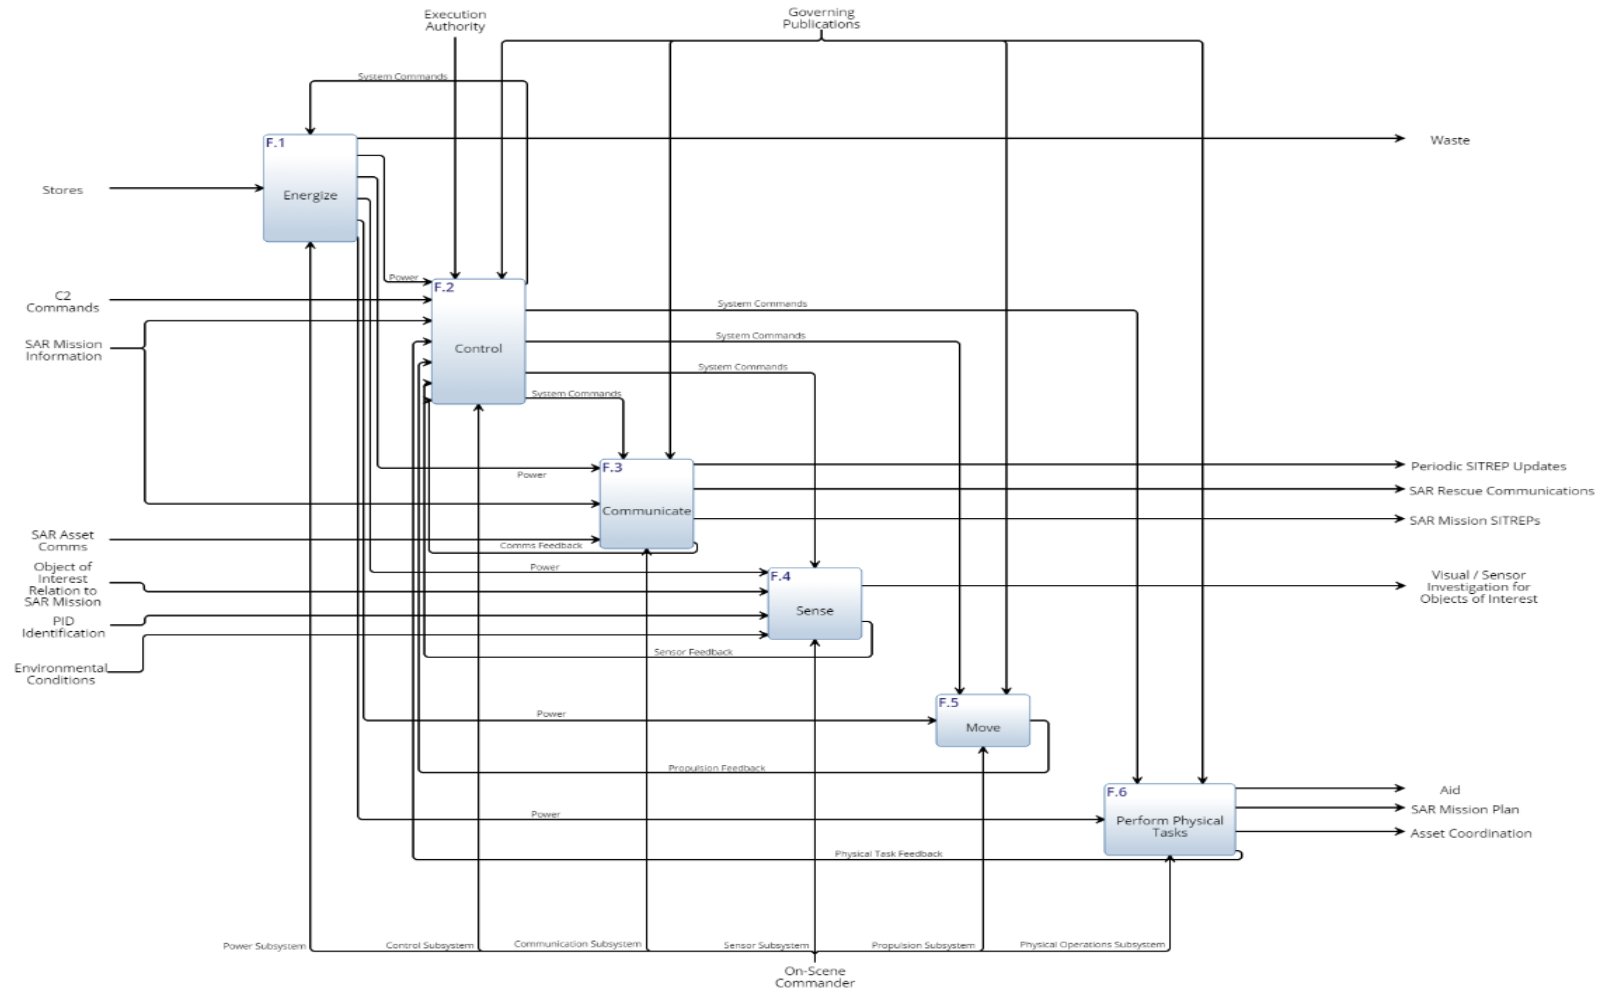 Execution
Authority
Governing
Publications
System Commands
F.1
Energize
Waste
Stores
Power
F.2
Control
C2
Commands
SAR Mission
Information
System Commands
System Commands
System Commands
System Commands
F.3
Communicate
Power
Periodic SITREP Updates
SAR Rescue Communications
SAR Mission SITREPs
SAR Asset
Comms
Comms Feedback
Object of
Interest
Relation to
SAR Mission
Power
F.4
Sense
Visual / Sensor
Investigation for
Objects of Interest
PID
Identification
Sensor Feedback
Environmental
Conditions
F.5
Move
Power
Propulsion Feedback
F.6
Perform Physical
Tasks
Aid
SAR Mission Plan
Asset Coordination
Power
Physical Task Feedback
Power Subsystem
Control Subsystem
Communication Subsystem
Sensor Subsystem
Propulsion Subsystem
Physical Operations Subsystem
On-Scene
Commander